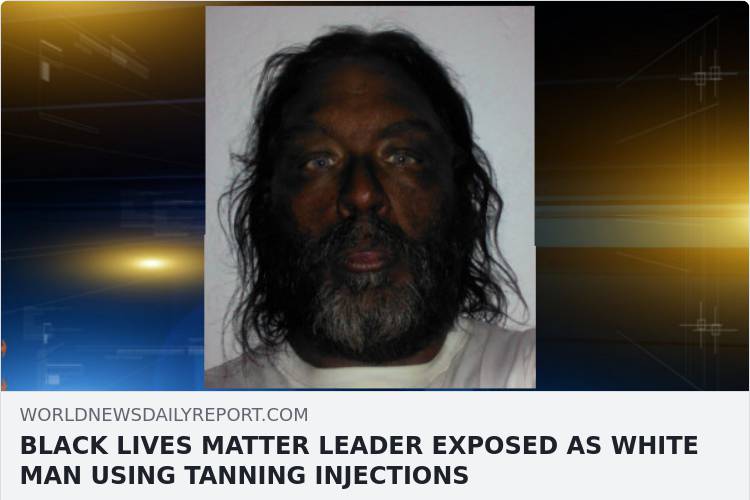 WORLDNEWSDAILYREPORT.COM
BLACK LIVES MATTER LEADER EXPOSED AS WHITE
MAN USING TANNING INJECTIONS